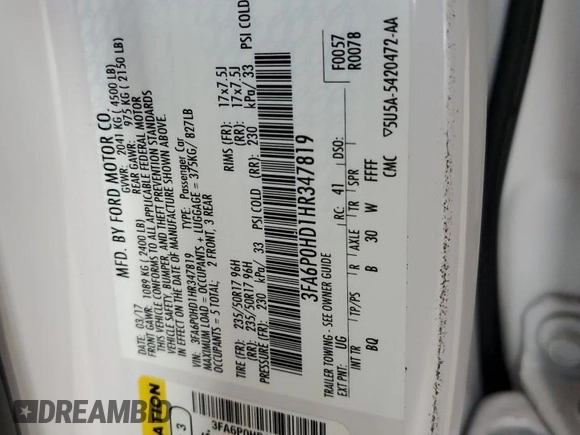 MFD. BY FORD MOTOR CO.
DATE: 03/17 GVWR: 2041 KG ( 4500 LB)
FRONT GAWR: 1089 KG ( 2400 LB) REAR GAWR: 975 KG ( 2150 LB)
THIS VEHICLE CONFORMS TO ALL APPLICABLE FEDERAL MOTOR
VEHICLE SAFETY, BUMPER, AND THEFT PREVENTION STANDARDS
IN EFFECT ON THE DATE OF MANUFACTURE SHOWN ABOVE.
VIN: 3FA6P0HD1HR347819 TYPE: Passenger Car
MAXIMUM LOAD = OCCUPANTS + LUGGAGE = 375KG/ 827LB
OCCUPANTS = 5 TOTAL; 2 FRONT, 3 REAR
TIRE (FR): 235/50R17 96H RIMS (FR): 17x7.5J
(RR): 235/50R17 96H (RR): 17x7.5J
PRESSURE (FR): 230 kPa/ 33 PSI COLD (RR) 230 kPa/ 33 PSI COLD
3FA6P0HD1HR347819
F0057
R0078
TRAILER TOWING - SEE OWNER GUIDE
EXT PNT: UG RC: 41 DSO:
INT TR TP/PS R AXLE TR SPR
BQ B 30 W FFFF
CMC ▽5U5A-5420472-AA
3
DREAMB